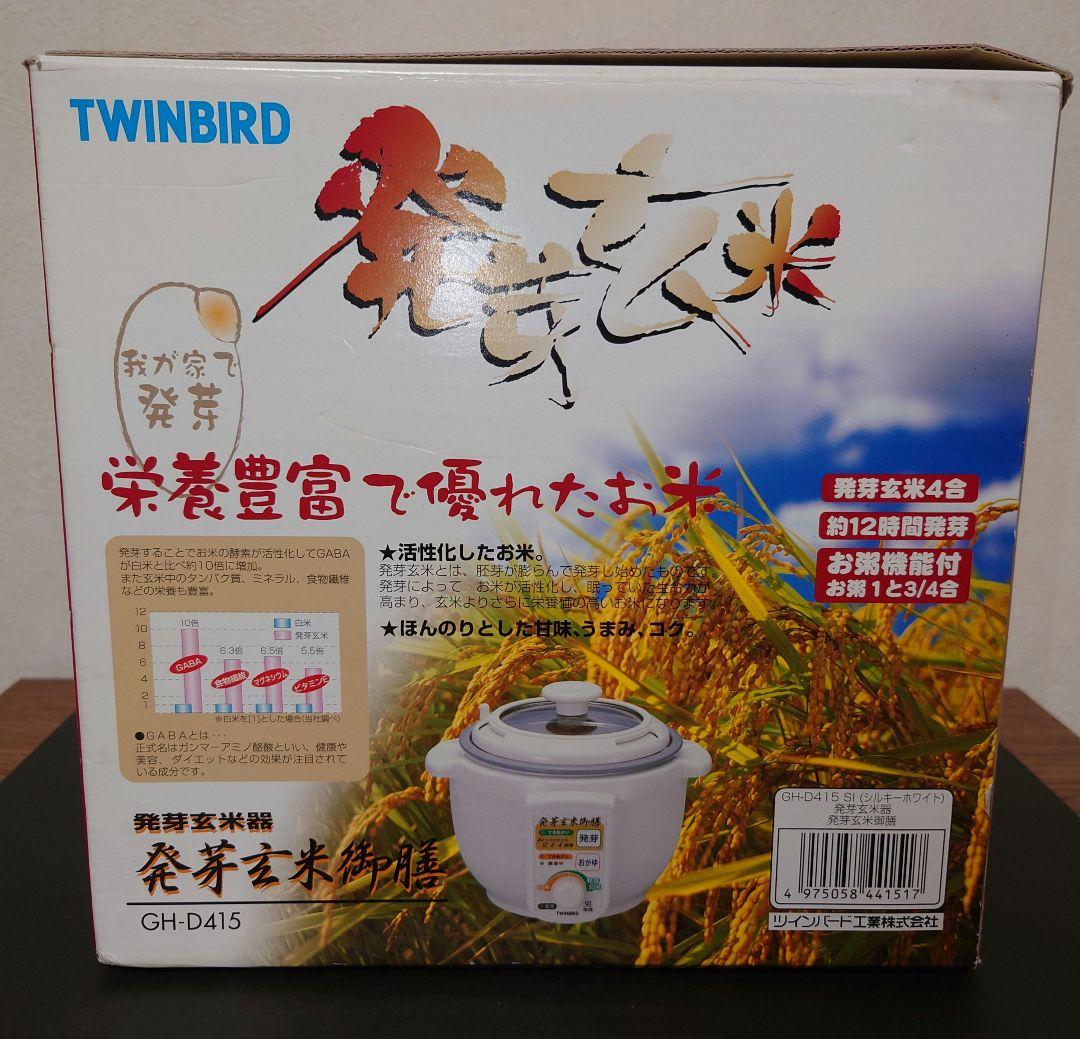 TWINBIRD
発芽玄米
我が家で
発芽
栄養豊富で優れたお米
発芽することでお米の酵素が活性化してGABA
が白米と比べ約10倍に増加。
また玄米中のタンパク質、ミネラル、食物繊維
などの栄養も豊富。
12
10
8
6
4
2
1
10倍
6.3倍
6.5倍
5.5倍
白米
発芽玄米
GABA
食物繊維
マグネシウム
ビタミンE
※白米を[1]とした場合(当社調べ)
●GABAとは･･･
正式名はガンマーアミノ酪酸といい、健康や
美容、ダイエットなどの効果が注目されて
いる成分です。
★活性化したお米。
発芽玄米とは、胚芽が膨らんで発芽し始めたものです。
発芽によって お米が活性化し、眠っていた生命力が
高まり、玄米よりさらに栄養価の高いお米になります。
★ほんのりとした甘味、うまみ、コク。
発芽玄米4合
約12時間発芽
お粥機能付
お粥1と3/4合
発芽玄米御膳
できあがり
発芽
できあがり
おかゆ
切
TWINBIRD
発芽玄米器
発芽玄米御膳
GH-D415
GH-D415 SI (シルキーホワイト)
発芽玄米器
発芽玄米御膳
4 975058 441517
ツインバード工業株式会社